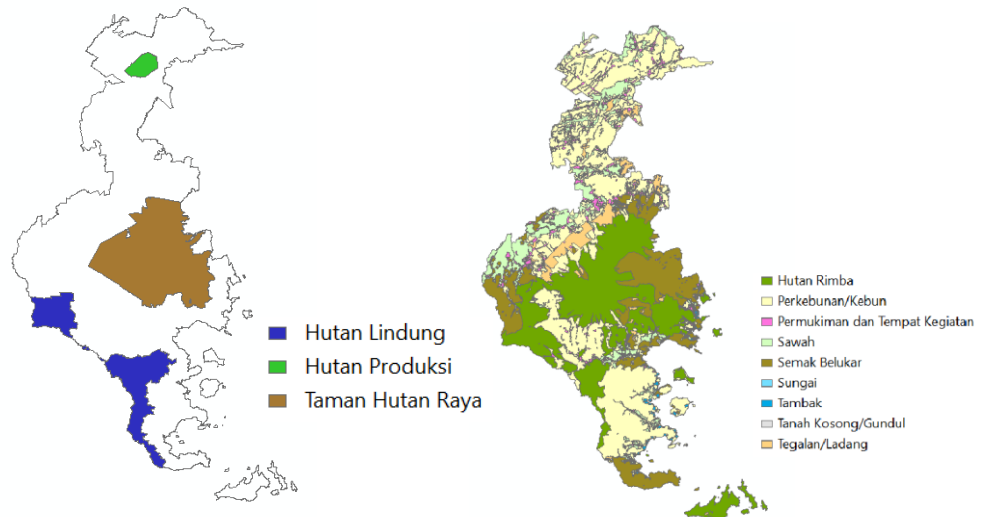 Hutan Lindung
Hutan Produksi
Taman Hutan Raya
Hutan Rimba
Perkebunan/Kebun
Permukiman dan Tempat Kegiatan
Sawah
Semak Belukar
Sungai
Tambak
Tanah Kosong/Gundul
Tegalan/Ladang